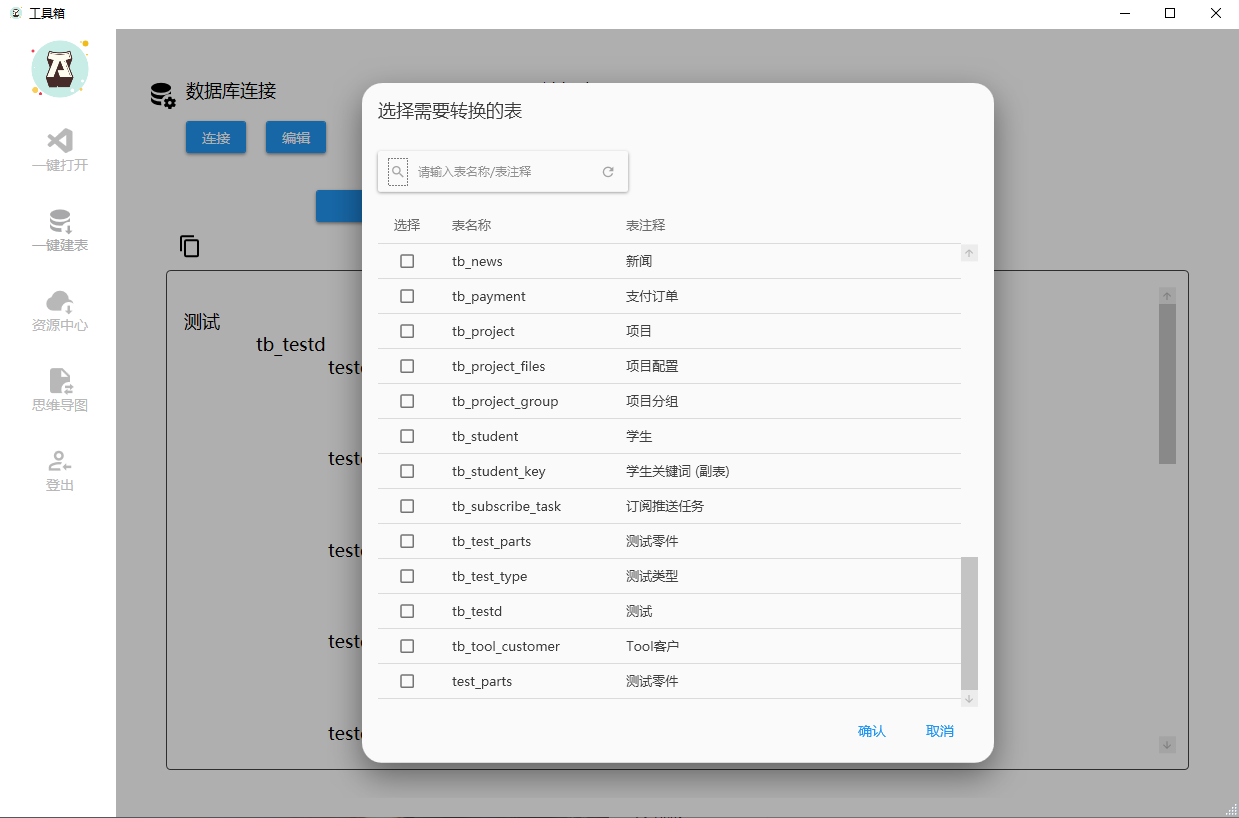 工具箱
一键打开
一键建表
资源中心
思维导图
登出
数据库连接
连接
编辑
测试
tb_testd
选择需要转换的表
请输入表名称/表注释
选择 表名称 表注释
tb_news 新闻
tb_payment 支付订单
tb_project 项目
tb_project_files 项目配置
tb_project_group 项目分组
tb_student 学生
tb_student_key 学生关键词 (副表)
tb_subscribe_task 订阅推送任务
tb_test_parts 测试零件
tb_test_type 测试类型
tb_testd 测试
tb_tool_customer Tool客户
test_parts 测试零件
确认 取消